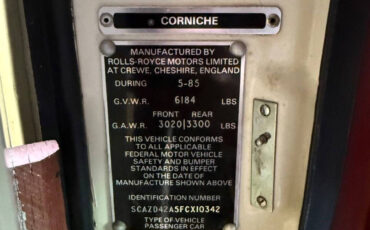 CORNICHE
MANUFACTURED BY
ROLLS-ROYCE MOTORS LIMITED
AT CREWE, CHESHIRE, ENGLAND
DURING 5-85
G.V.W.R. 6184 LBS
FRONT REAR
G.A.W.R. 3020|3300 LBS
THIS VEHICLE CONFORMS
TO ALL APPLICABLE
FEDERAL MOTOR VEHICLE
SAFETY AND BUMPER
STANDARDS IN EFFECT
ON THE DATE OF
MANUFACTURE SHOWN ABOVE
IDENTIFICATION NUMBER
SCAZD42A5FCX10342
TYPE OF VEHICLE
PASSENGER CAR